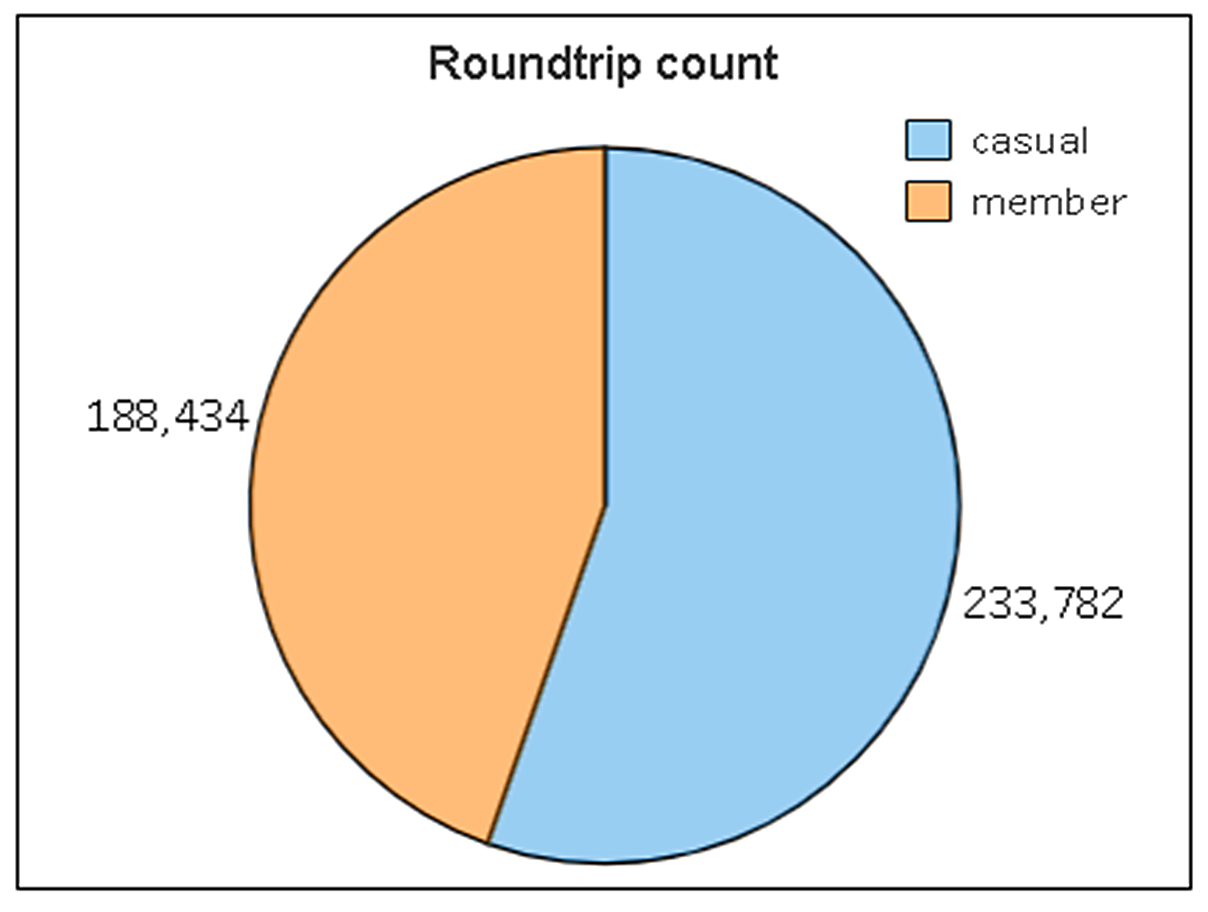 Roundtrip count
casual
member
188,434
233,782